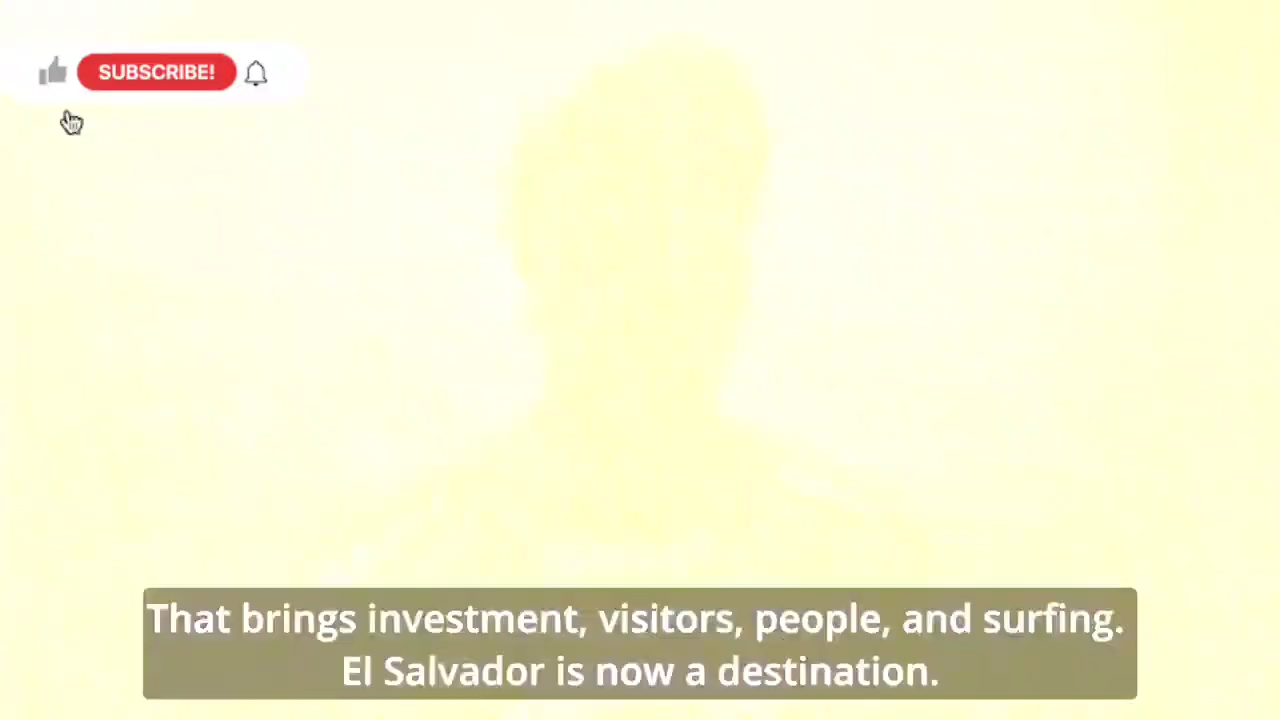 SUBSCRIBE!
That brings investment, visitors, people, and surfing.
El Salvador is now a destination.